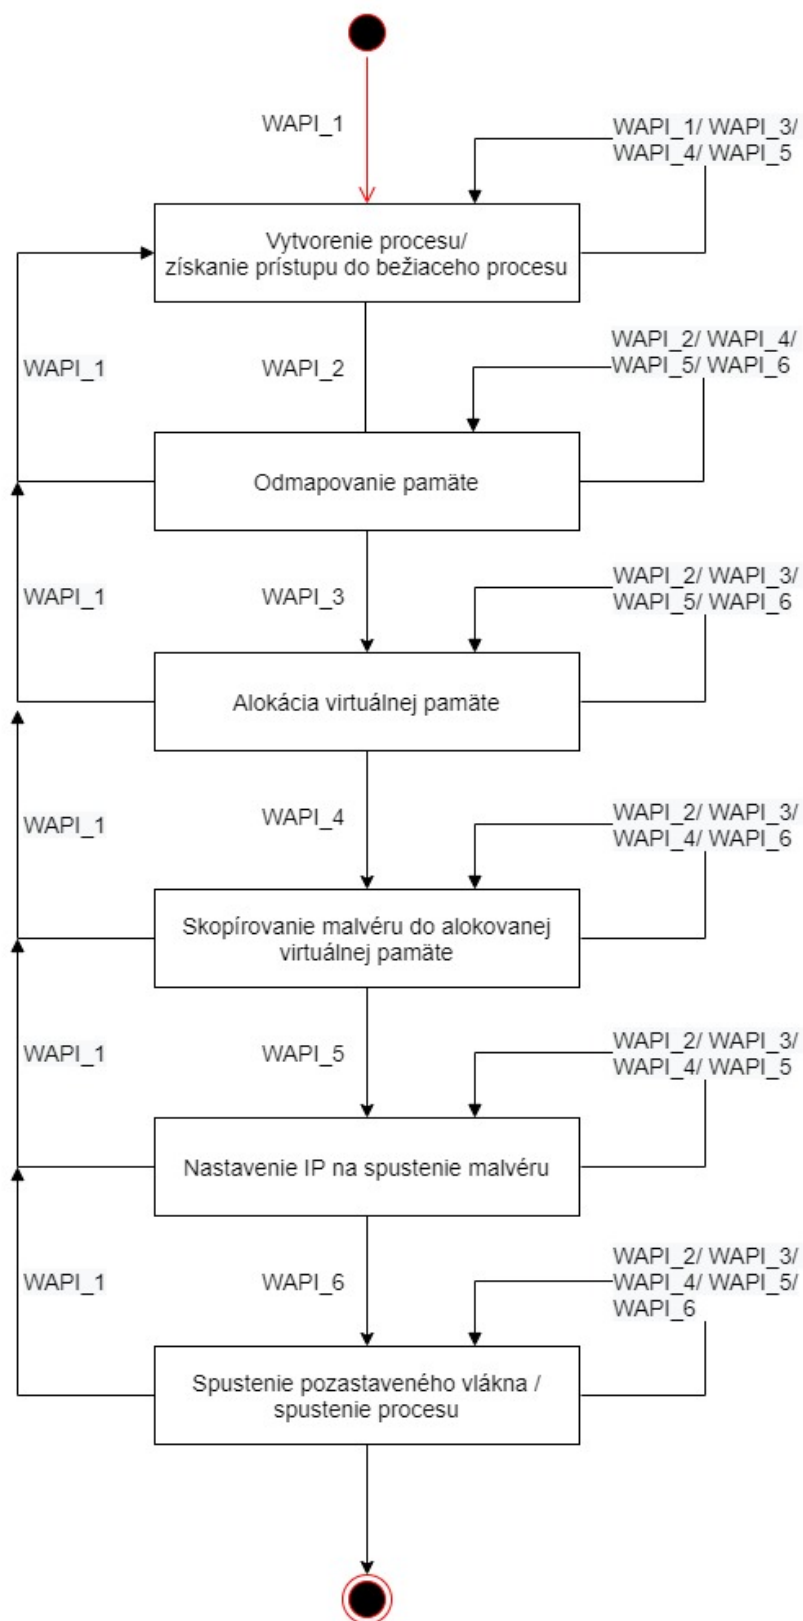 WAPI_1
WAPI_1/ WAPI_3/
WAPI_4/ WAPI_5
Vytvorenie procesu/
získanie prístupu do bežiaceho procesu
WAPI_1
WAPI_2
WAPI_2/ WAPI_4/
WAPI_5/ WAPI_6
Odmapovanie pamäte
WAPI_1
WAPI_3
WAPI_2/ WAPI_3/
WAPI_5/ WAPI_6
Alokácia virtuálnej pamäte
WAPI_1
WAPI_4
WAPI_2/ WAPI_3/
WAPI_4/ WAPI_6
Skopírovanie malvéru do alokovanej
virtuálnej pamäte
WAPI_1
WAPI_5
WAPI_2/ WAPI_3/
WAPI_4/ WAPI_5
Nastavenie IP na spustenie malvéru
WAPI_1
WAPI_6
WAPI_2/ WAPI_3/
WAPI_4/ WAPI_5/
WAPI_6
Spustenie pozastaveného vlákna /
spustenie procesu